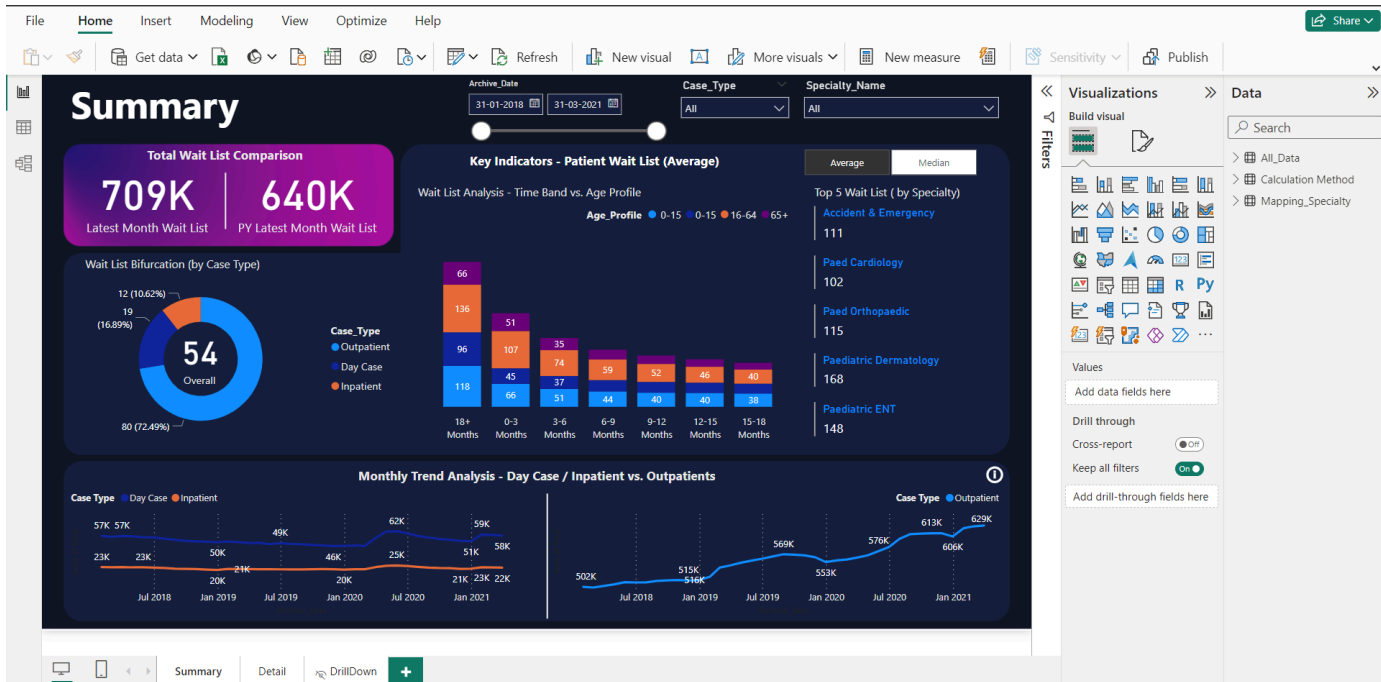 File Home Insert Modeling View Optimize Help Share
Get data Refresh New visual More visuals New measure Sensitivity Publish
Summary
Archive_Date
31-01-2018 31-03-2021
Case_Type
All
Specialty_Name
All
Total Wait List Comparison
709K 640K
Latest Month Wait List PY Latest Month Wait List
Key Indicators - Patient Wait List (Average)
Average Median
Wait List Analysis - Time Band vs. Age Profile
Age_Profile 0-15 0-15 16-64 65+
66
136
96
118
51
107
45
66
35
74
37
51
59
44
52
40
46
40
40
38
18+ 0-3 3-6 6-9 9-12 12-15 15-18
Months Months Months Months Months Months Months
Top 5 Wait List ( by Specialty)
Accident & Emergency
111
Paed Cardiology
102
Paed Orthopaedic
115
Paediatric Dermatology
168
Paediatric ENT
148
Wait List Bifurcation (by Case Type)
12 (10.62%)
19
(16.89%)
54
Overall
80 (72.49%)
Case_Type
Outpatient
Day Case
Inpatient
Monthly Trend Analysis - Day Case / Inpatient vs. Outpatients
Case Type Day Case Inpatient
57K 57K 49K 62K 59K
50K 46K 51K 58K
23K 23K 21K 25K
20K 20K 21K 23K 22K
Jul 2018 Jan 2019 Jul 2019 Jan 2020 Jul 2020 Jan 2021
Case Type Outpatient
502K 515K 516K 569K 553K 576K 613K 606K 629K
Jul 2018 Jan 2019 Jul 2019 Jan 2020 Jul 2020 Jan 2021
Summary Detail DrillDown +
Filters
Visualizations
Build visual
123
R Py
123
Values
Add data fields here
Drill through
Cross-report Off
Keep all filters On
Add drill-through fields here
Data
Search
All_Data
Calculation Method
Mapping_Specialty